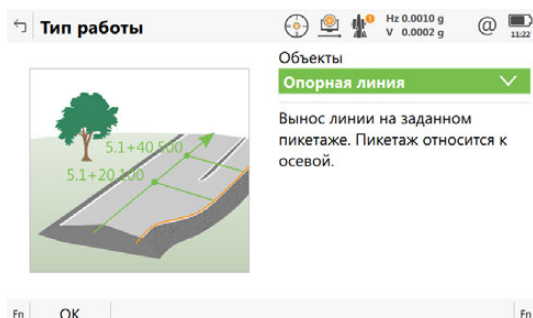 Тип работы
Hz 0.0010 g
V 0.0002 g
@
11:22
Объекты
Опорная линия
Вынос линии на заданном
пикетаже. Пикетаж относится к
осевой.
5.1+40.500
5.1+20.100
Fn OK Fn